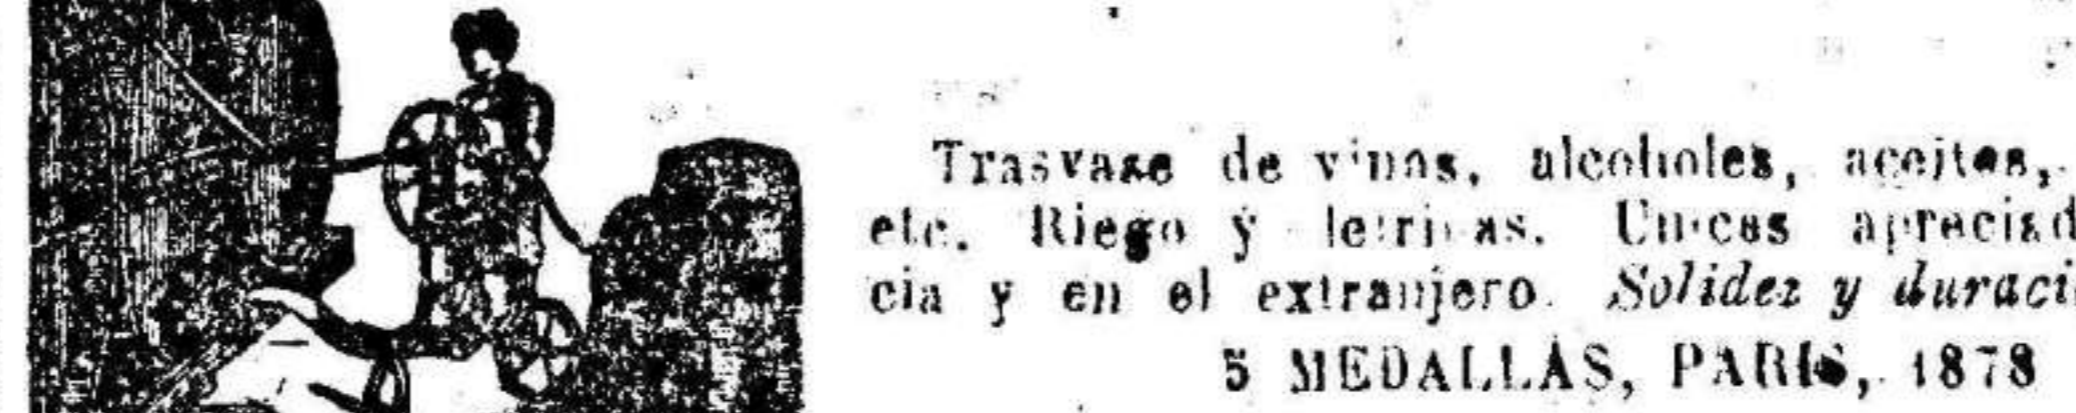 Trasvase de vinos, alcoholes, aceites,
etc. Riego y letrinas. Unicas apreciad
cia y en el extranjero. Solidez y duraci
5 MEDALLAS, PARIS, 1878